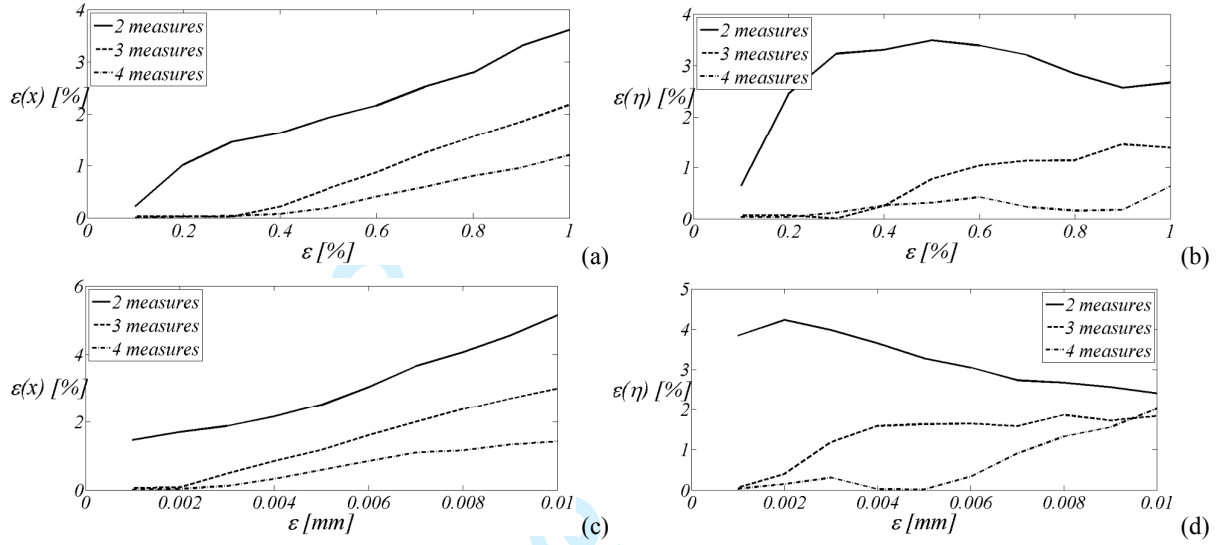 4
3
2
1
0
ε(x) [%]
2 measures
3 measures
4 measures
0 0.2 0.4 0.6 0.8 1
ε [%]
(a)
4
3
2
1
0
ε(η) [%]
2 measures
3 measures
4 measures
0 0.2 0.4 0.6 0.8 1
ε [%]
(b)
6
4
2
0
ε(x) [%]
2 measures
3 measures
4 measures
0 0.002 0.004 0.006 0.008 0.01
ε [mm]
(c)
5
4
3
2
1
0
ε(η) [%]
2 measures
3 measures
4 measures
0 0.002 0.004 0.006 0.008 0.01
ε [mm]
(d)